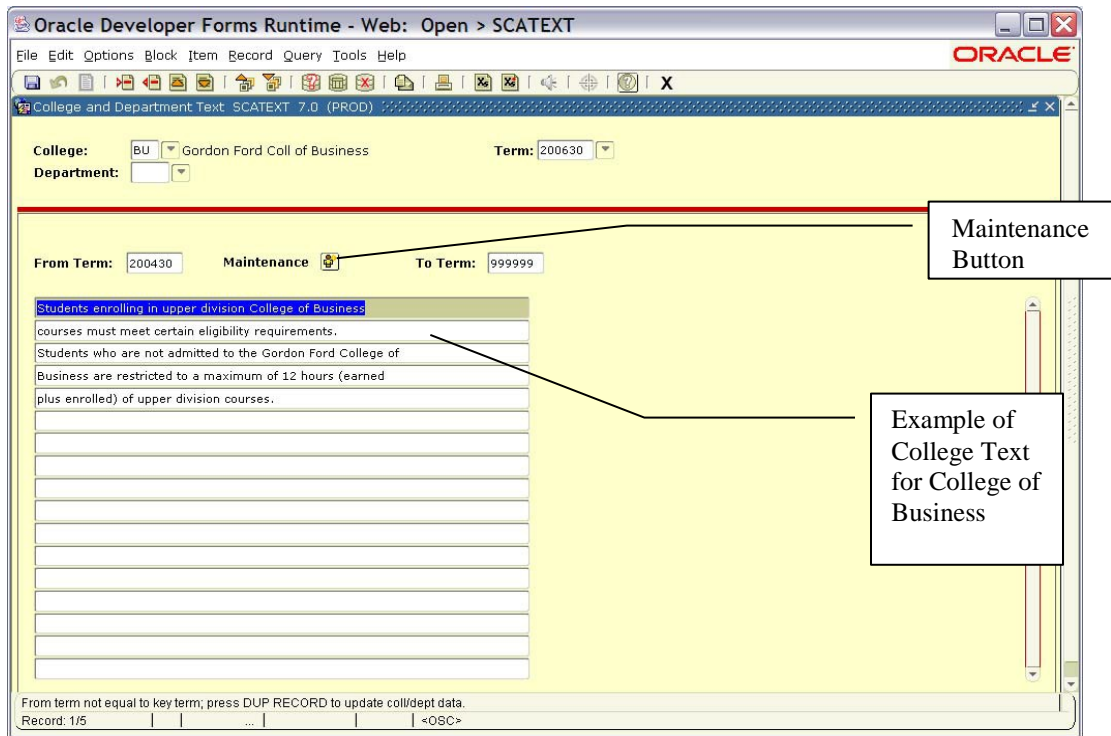 Oracle Developer Forms Runtime - Web: Open > SCATEXT
File Edit Options Block Item Record Query Tools Help
ORACLE
X
College and Department Text SCATEXT 7.0 (PROD)
College: BU Gordon Ford Coll of Business Term: 200630
Department:
Maintenance
Button
From Term: 200430 Maintenance To Term: 999999
Students enrolling in upper division College of Business
courses must meet certain eligibility requirements.
Students who are not admitted to the Gordon Ford College of
Business are restricted to a maximum of 12 hours (earned
plus enrolled) of upper division courses.
Example of
College Text
for College of
Business
From term not equal to key term; press DUP RECORD to update coll/dept data.
Record: 1/5 ... <OSC>